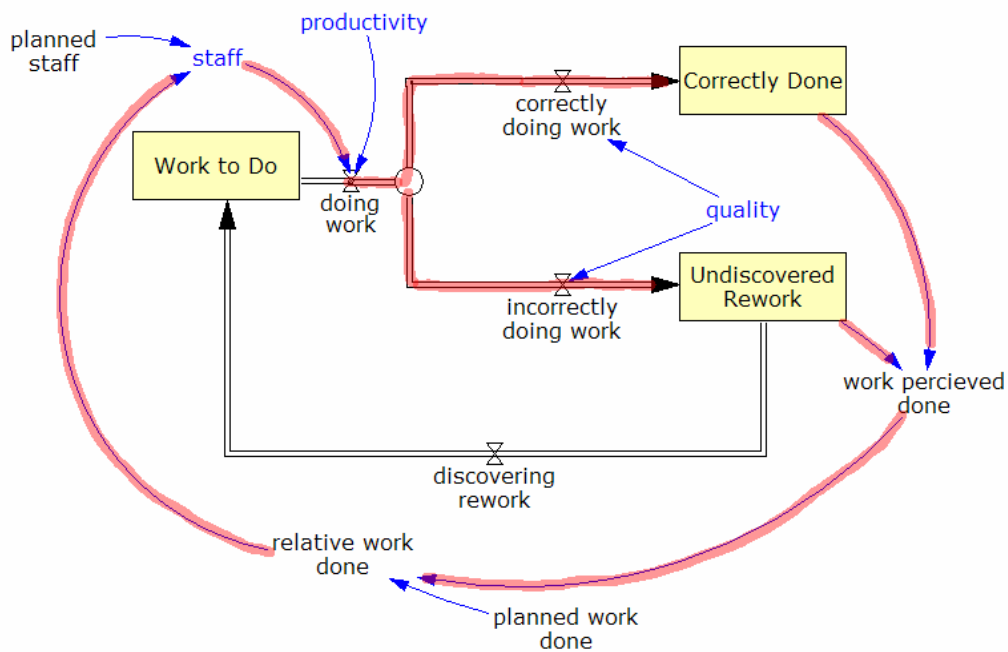 planned
staff
productivity
staff
Correctly Done
correctly
doing work
Work to Do
doing
work
quality
Undiscovered
Rework
incorrectly
doing work
work percieved
done
discovering
rework
relative work
done
planned work
done